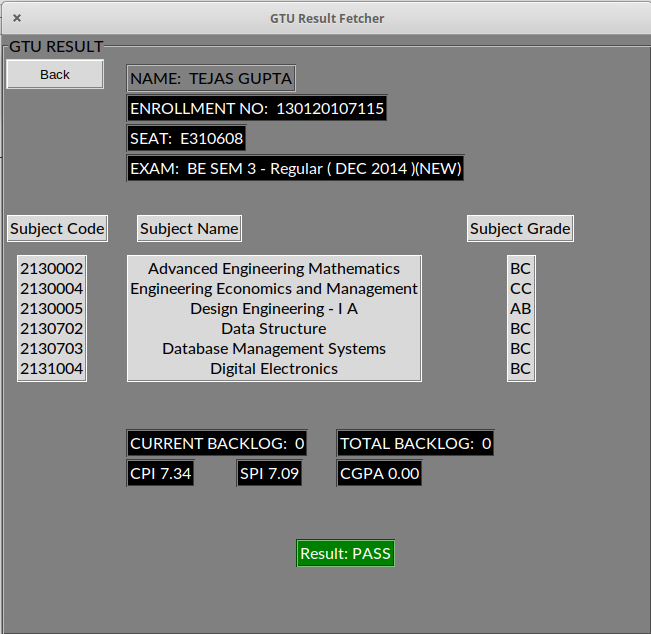 GTU Result Fetcher
GTU RESULT
Back
NAME:  TEJAS GUPTA
ENROLLMENT NO:  130120107115
SEAT:  E310608
EXAM:  BE SEM 3 - Regular ( DEC 2014 )(NEW)
Subject Code Subject Name Subject Grade
2130002 Advanced Engineering Mathematics BC
2130004 Engineering Economics and Management CC
2130005 Design Engineering - I A AB
2130702 Data Structure BC
2130703 Database Management Systems BC
2131004 Digital Electronics BC
CURRENT BACKLOG:  0 TOTAL BACKLOG:  0
CPI 7.34 SPI 7.09 CGPA 0.00
Result: PASS